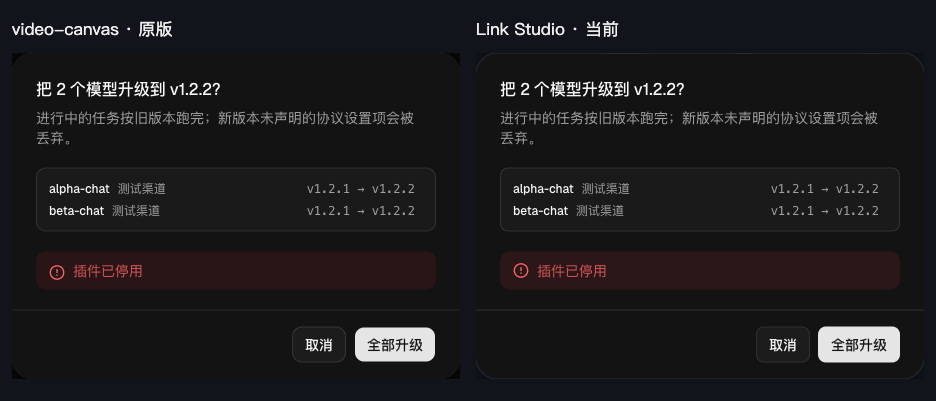 video-canvas · 原版
把 2 个模型升级到 v1.2.2?
进行中的任务按旧版本跑完；新版本未声明的协议设置项会被
丢弃。
alpha-chat 测试渠道 v1.2.1 → v1.2.2
beta-chat 测试渠道 v1.2.1 → v1.2.2
插件已停用
取消 全部升级
Link Studio · 当前
把 2 个模型升级到 v1.2.2?
进行中的任务按旧版本跑完；新版本未声明的协议设置项会被
丢弃。
alpha-chat 测试渠道 v1.2.1 → v1.2.2
beta-chat 测试渠道 v1.2.1 → v1.2.2
插件已停用
取消 全部升级